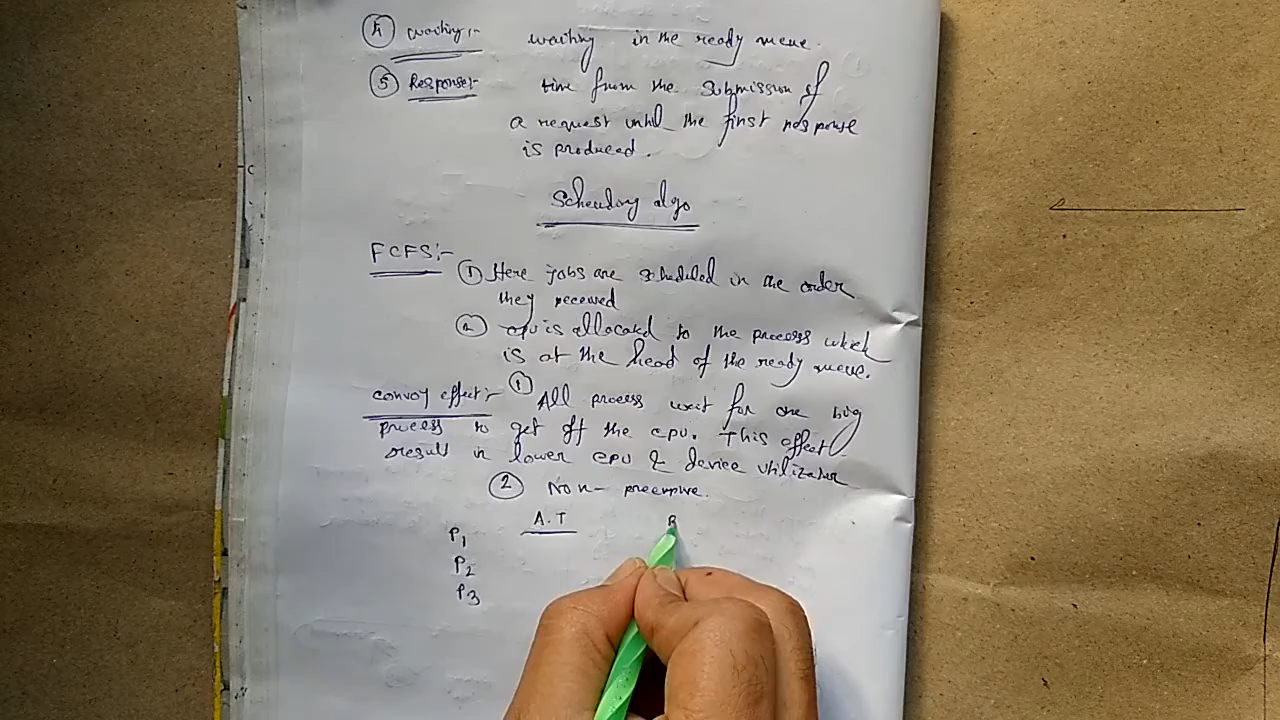 4 waiting:- waiting in the ready queue.
5 Response:- time from the submission of
a request until the first response
is produced.
Scheduling algo
FCFS:-
1 Here jobs are scheduled in the order
they received
2 cpu is allocated to the process which
is at the head of the ready queue.
convoy effect:- 1 All process wait for one big
process to get off the cpu. This effect
result in lower cpu & device
2 Non-
A.T B
P1
P2
P3